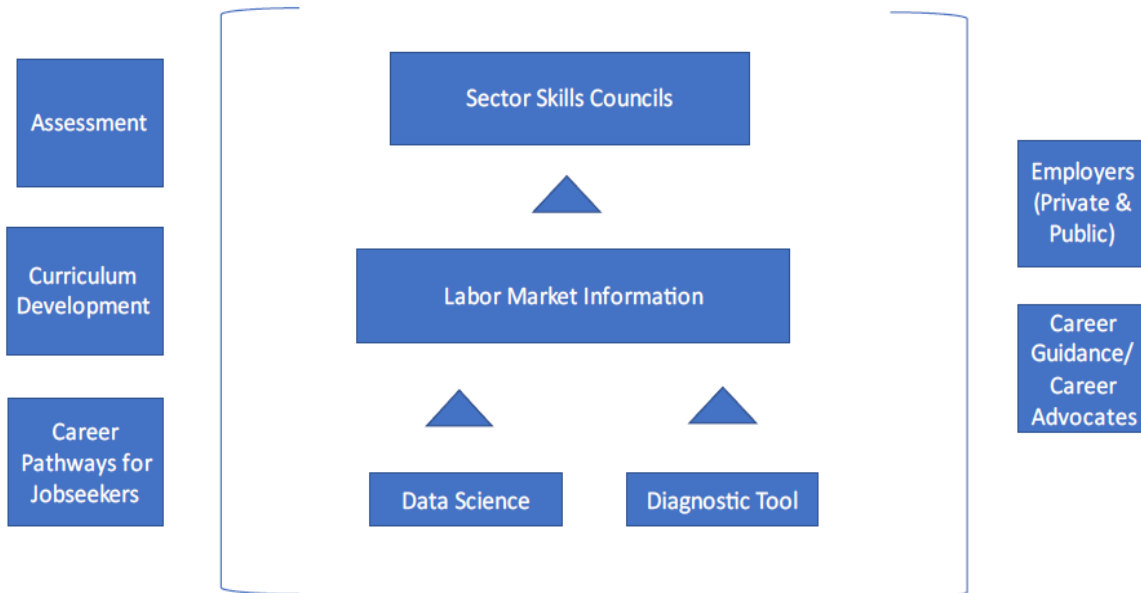 Assessment
Curriculum
Development
Career
Pathways for
Jobseekers
Sector Skills Councils
Labor Market Information
Data Science
Diagnostic Tool
Employers
(Private &
Public)
Career
Guidance/
Career
Advocates